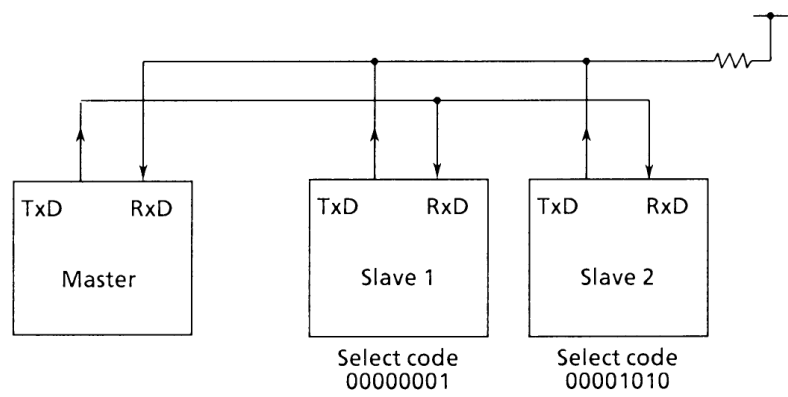 TxD RxD
Master
TxD RxD
Slave 1
Select code
00000001
TxD RxD
Slave 2
Select code
00001010